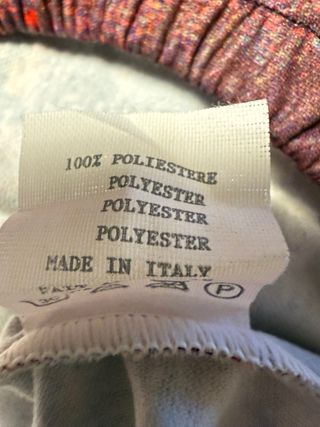 100% POLIESTERE
POLYESTER
POLYESTER
POLYESTER
MADE IN ITALY
P